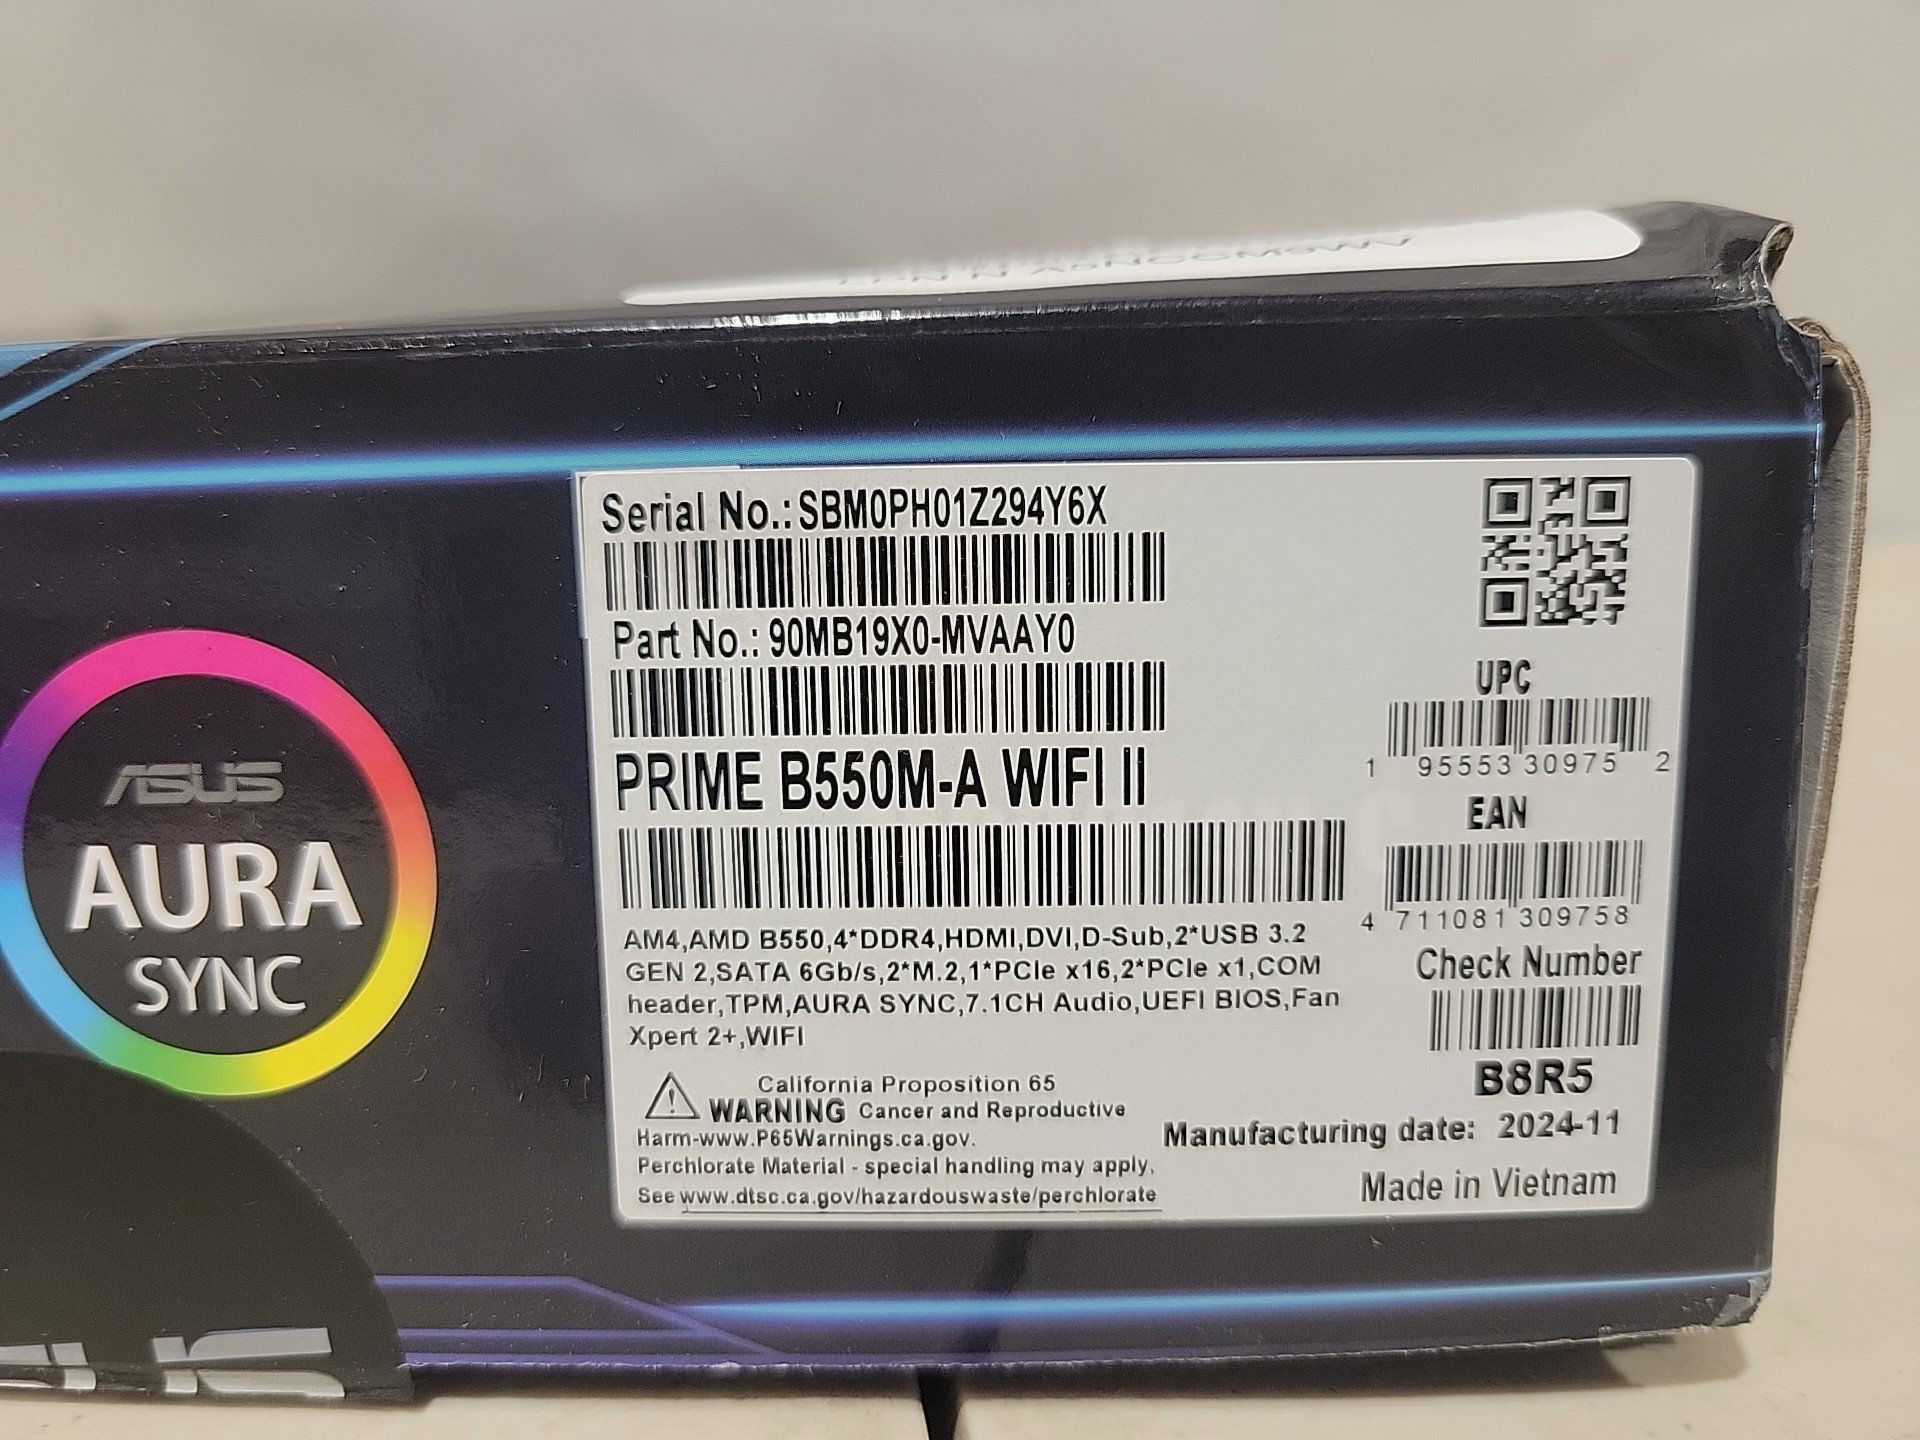 Serial No.:SBM0PH01Z294Y6X
Part No.: 90MB19X0-MVAAY0
PRIME B550M-A WIFI II
AM4,AMD B550,4*DDR4,HDMI,DVI,D-Sub,2*USB 3.2
GEN 2,SATA 6Gb/s,2*M.2,1*PCIe x16,2*PCIe x1,COM
header,TPM,AURA SYNC,7.1CH Audio,UEFI BIOS,Fan
Xpert 2+,WIFI
California Proposition 65
WARNING Cancer and Reproductive
Harm-www.P65Warnings.ca.gov.
Perchlorate Material - special handling may apply,
See www.dtsc.ca.gov/hazardouswaste/perchlorate
UPC
1 95553 30975 2
EAN
4 711081 309758
Check Number
B8R5
Manufacturing date: 2024-11
Made in Vietnam
ASUS
AURA
SYNC